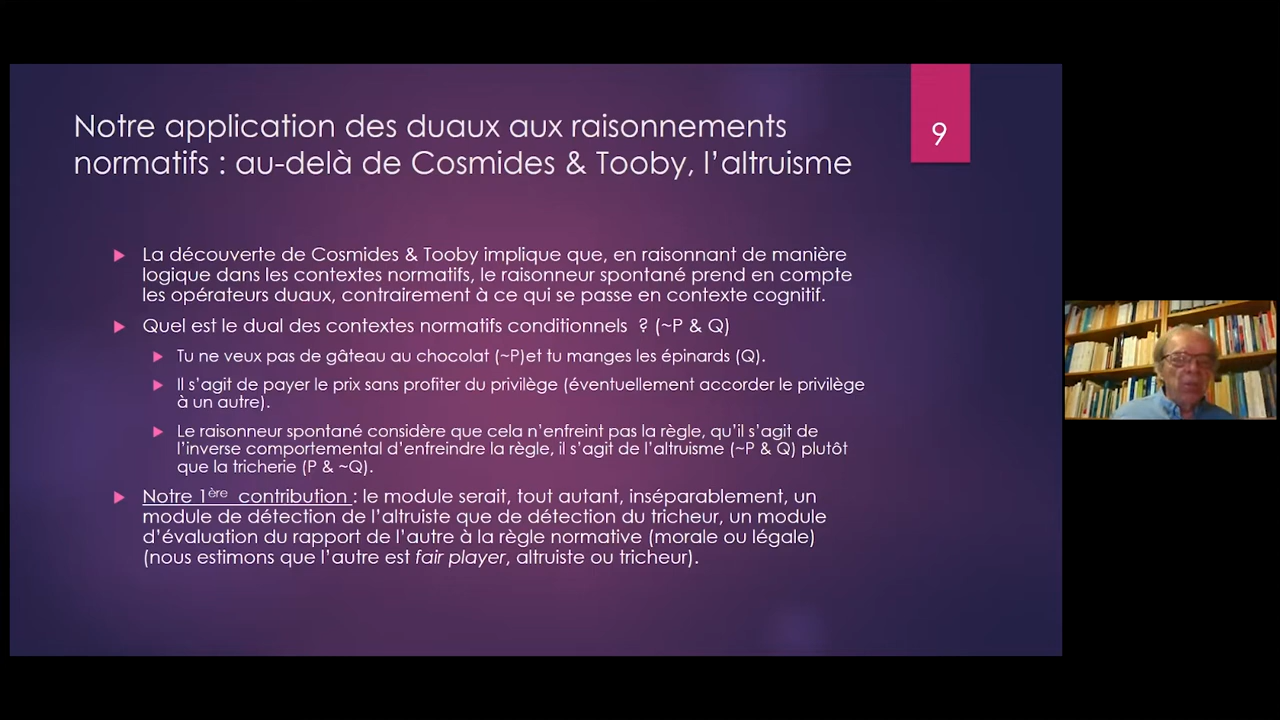 Notre application des duaux aux raisonnements
normatifs : au-delà de Cosmides & Tooby, l'altruisme
9
La découverte de Cosmides & Tooby implique que, en raisonnant de manière
logique dans les contextes normatifs, le raisonneur spontané prend en compte
les opérateurs duaux, contrairement à ce qui se passe en contexte cognitif.
Quel est le dual des contextes normatifs conditionnels ? (~P & Q)
Tu ne veux pas de gâteau au chocolat (~P)et tu manges les épinards (Q).
Il s'agit de payer le prix sans profiter du privilège (éventuellement accorder le privilège
à un autre).
Le raisonneur spontané considère que cela n'enfreint pas la règle, qu'il s'agit de
l'inverse comportemental d'enfreindre la règle, il s'agit de l'altruisme (~P & Q) plutôt
que la tricherie (P & ~Q).
Notre 1ère contribution : le module serait, tout autant, inséparablement, un
module de détection de l'altruiste que de détection du tricheur, un module
d'évaluation du rapport de l'autre à la règle normative (morale ou légale)
(nous estimons que l'autre est fair player, altruiste ou tricheur).